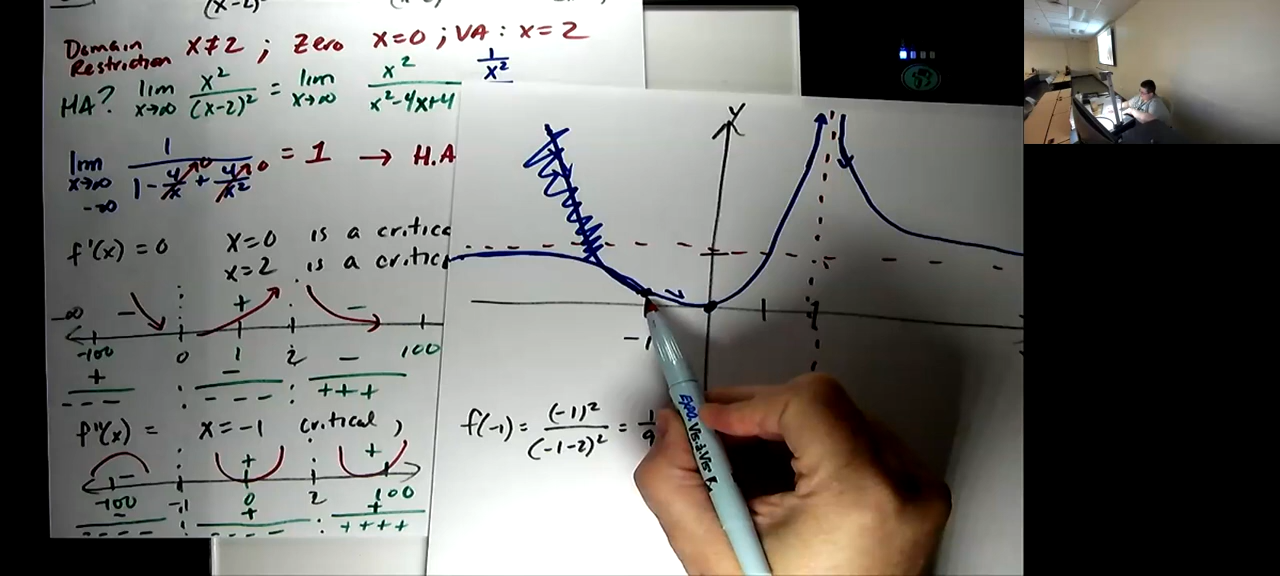 (x-2)²
Domain Restriction x≠2 ; Zero x=0 ; VA : x=2
HA? lim x→∞ x²/(x-2)² = lim x→∞ x²/(x²-4x+4)
1/x²
lim x→∞ -∞ 1/(1 - 4/x + 4/x²) = 1 → H.A
0 0
f'(x) = 0 x=0 is a critica
x=2 is a critica
- + -
-∞ -100 0 1 2 100
+ - -
--- --- +++
f''(x) = x=-1 critical,
- + +
-100 -1 0 2 100
- + +
---- ---- ++++
y
-1
f(-1) = (-1)²/(-1-2)² = 1/9
EXPO Vis-à-Vis